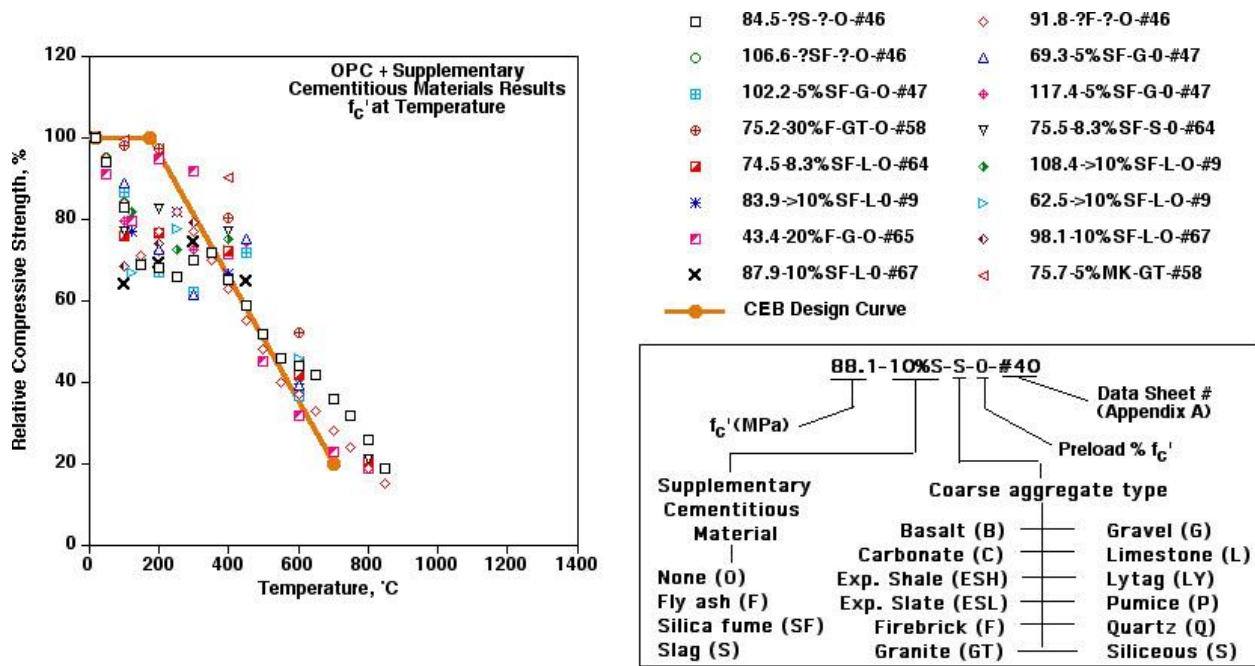 120
100
80
60
40
20
0
0
200
400
600
800
1000
1200
1400
Relative Compressive Strength, %
Temperature, °C
OPC + Supplementary
Cementitious Materials Results
fc' at Temperature
84.5-?S-?-O-#46
91.8-?F-?-O-#46
106.6-?SF-?-O-#46
69.3-5%SF-G-0-#47
102.2-5%SF-G-O-#47
117.4-5%SF-G-0-#47
75.2-30%F-GT-O-#58
75.5-8.3%SF-S-0-#64
74.5-8.3%SF-L-O-#64
108.4->10%SF-L-O-#9
83.9->10%SF-L-0-#9
62.5->10%SF-L-O-#9
43.4-20%F-G-O-#65
98.1-10%SF-L-O-#67
87.9-10%SF-L-0-#67
75.7-5%MK-GT-#58
CEB Design Curve
88.1-10%S-S-0-#40
fc'(MPa)
Data Sheet #
(Appendix A)
Preload % fc'
Supplementary
Cementitious
Material
None (O)
Fly ash (F)
Silica fume (SF)
Slag (S)
Coarse aggregate type
Basalt (B)
Gravel (G)
Carbonate (C)
Limestone (L)
Exp. Shale (ESH)
Lytag (LY)
Exp. Slate (ESL)
Pumice (P)
Firebrick (F)
Quartz (Q)
Granite (GT)
Siliceous (S)